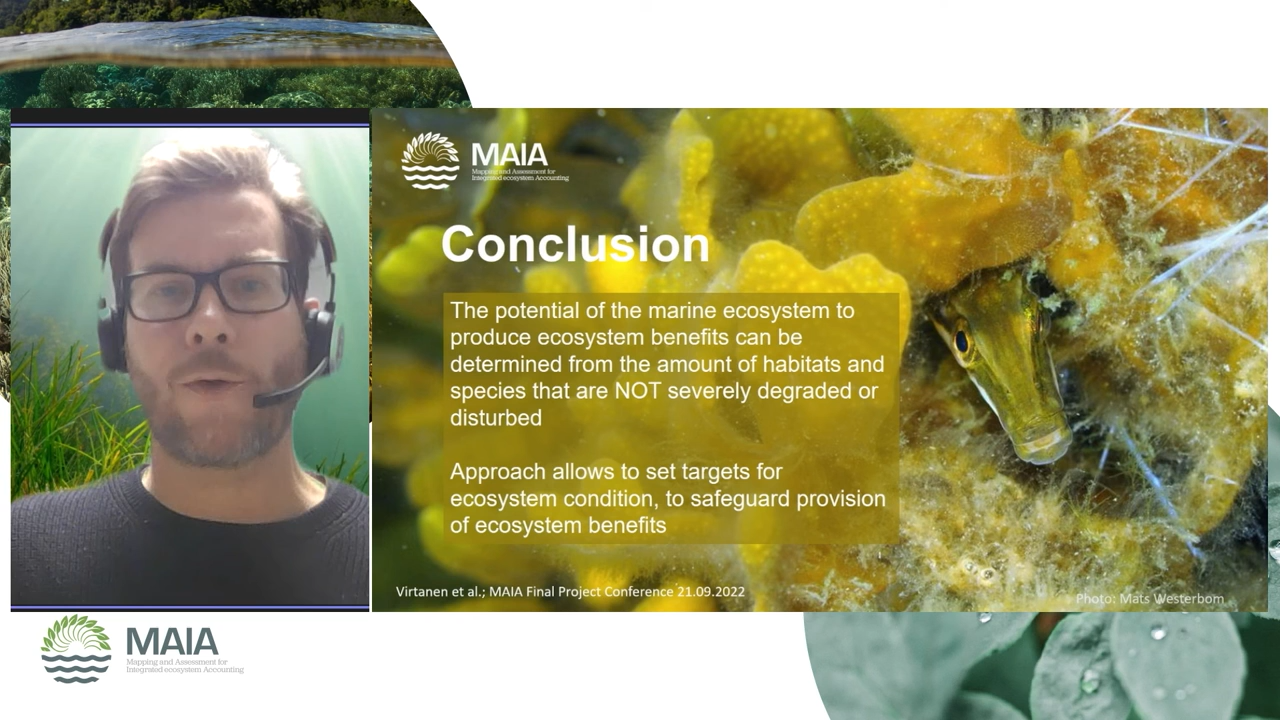 MAIA
Mapping and Assessment for
Integrated ecosystem Accounting
Conclusion
The potential of the marine ecosystem to
produce ecosystem benefits can be
determined from the amount of habitats and
species that are NOT severely degraded or
disturbed
Approach allows to set targets for
ecosystem condition, to safeguard provision
of ecosystem benefits
Virtanen et al.; MAIA Final Project Conference 21.09.2022
Photo: Mats Westerbom
MAIA
Mapping and Assessment for
Integrated ecosystem Accounting